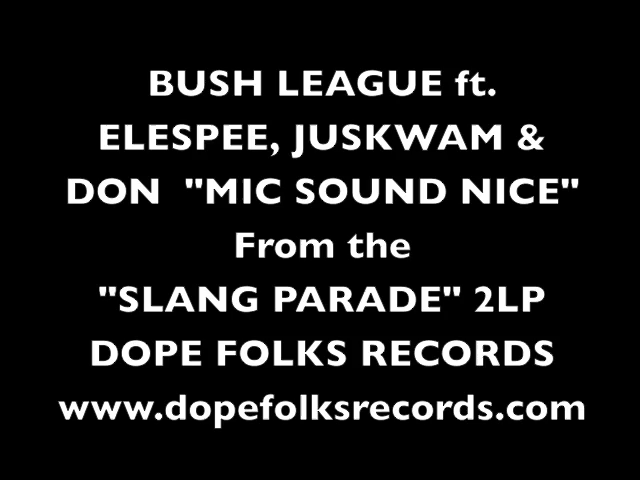 BUSH LEAGUE ft.
ELESPEE, JUSKWAM &
DON "MIC SOUND NICE"
From the
"SLANG PARADE" 2LP
DOPE FOLKS RECORDS
www.dopefolksrecords.com